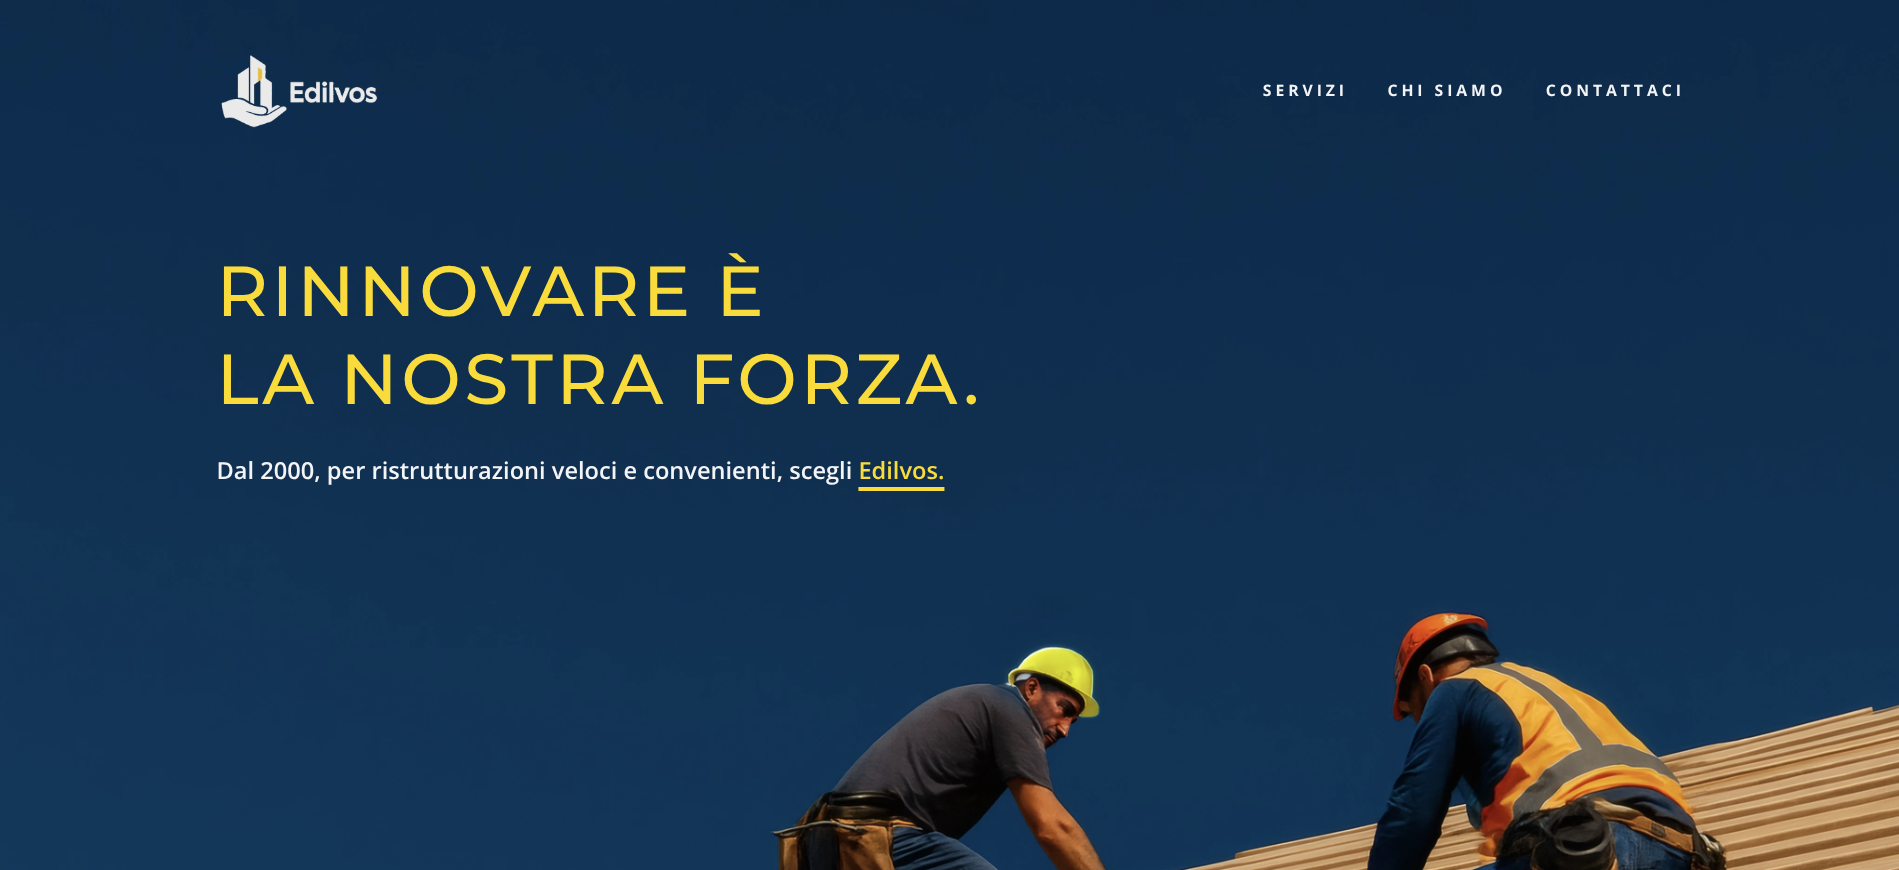 Edilvos
SERVIZI CHI SIAMO CONTATTACI
RINNOVARE È
LA NOSTRA FORZA.
Dal 2000, per ristrutturazioni veloci e convenienti, scegli Edilvos.